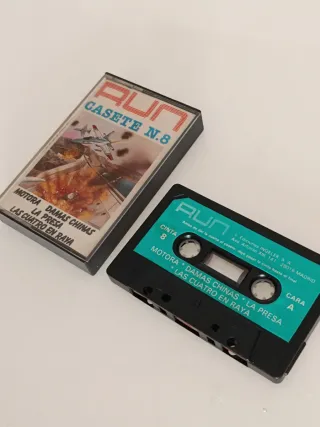 RUN
CASETE N.8
MOTORA DAMAS CHINAS
LA PRESA
LAS CUATRO EN RAYA
RUN
CINTA
8
CARA
A
MOTORA · DAMAS CHINAS · LA PRESA
· LAS CUATRO EN RAYA